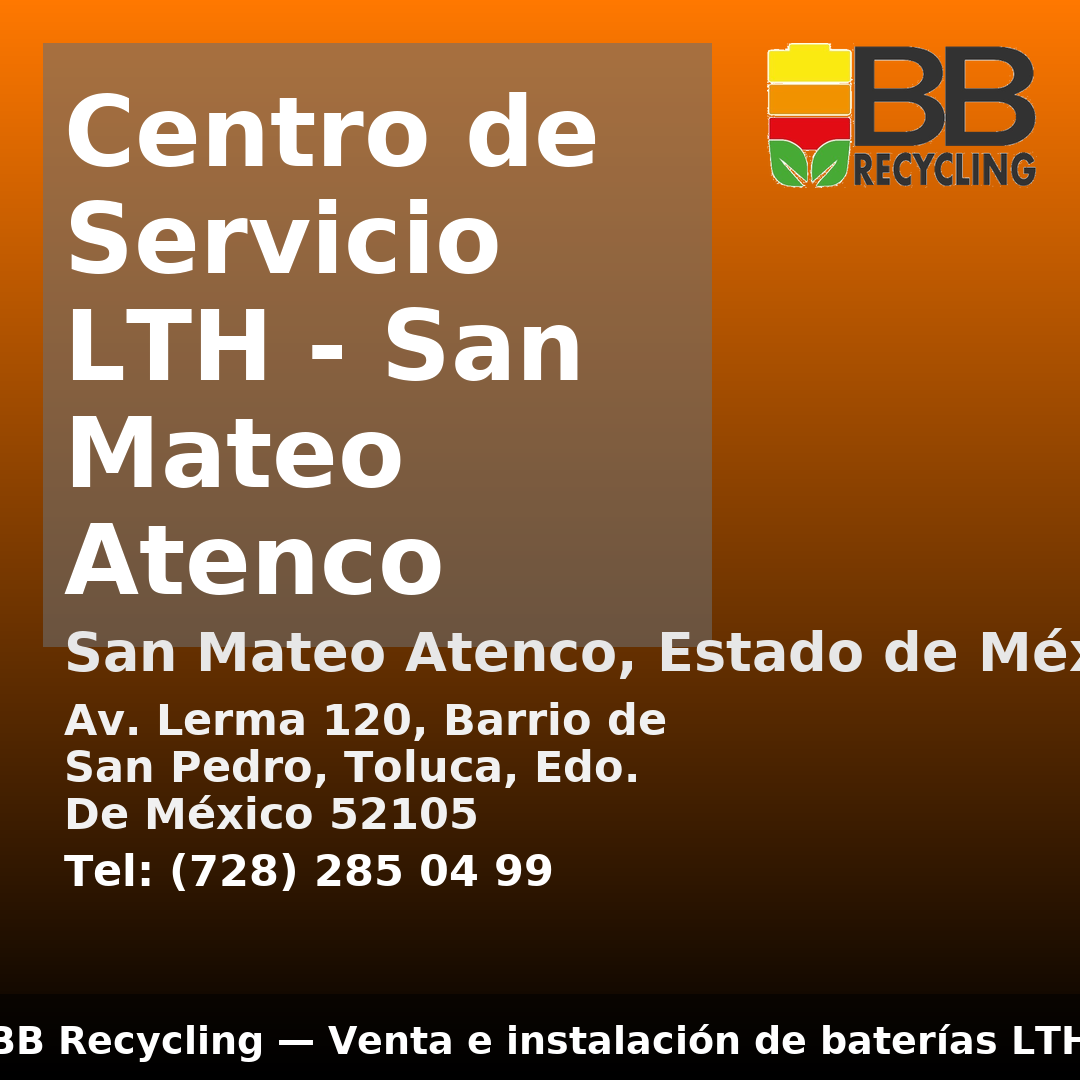 Centro de
Servicio
LTH - San
Mateo
Atenco
BB
RECYCLING
San Mateo Atenco, Estado de Méx
Av. Lerma 120, Barrio de
San Pedro, Toluca, Edo.
De México 52105
Tel: (728) 285 04 99
BB Recycling — Venta e instalación de baterías LTH